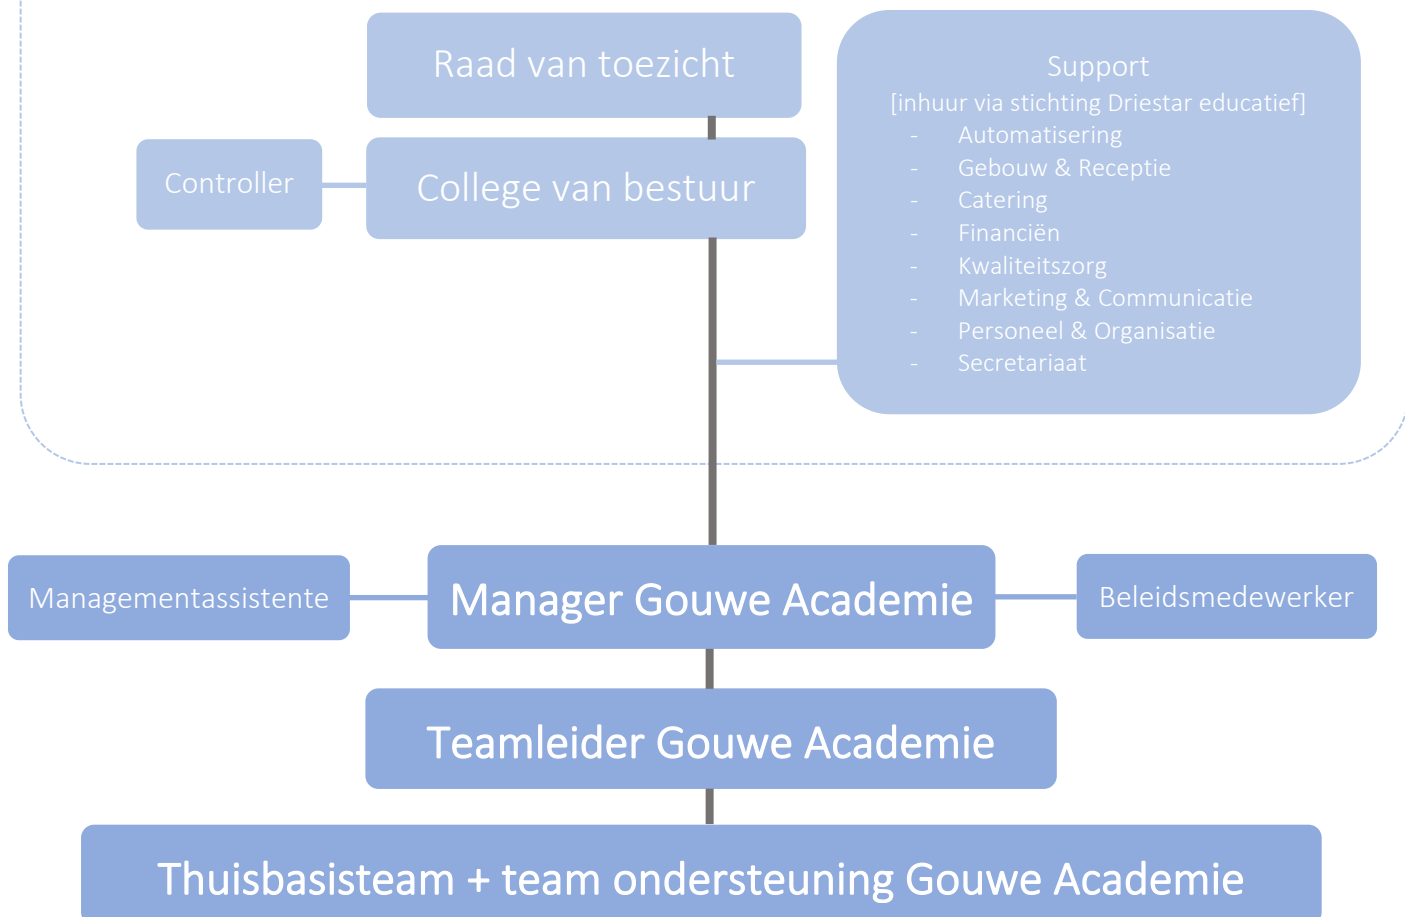 Raad van toezicht
Controller
College van bestuur
Support
[inhuur via stichting Driestar educatief]
- Automatisering
- Gebouw & Receptie
- Catering
- Financiën
- Kwaliteitszorg
- Marketing & Communicatie
- Personeel & Organisatie
- Secretariaat
Managementassistente
Manager Gouwe Academie
Beleidsmedewerker
Teamleider Gouwe Academie
Thuisbasisteam + team ondersteuning Gouwe Academie